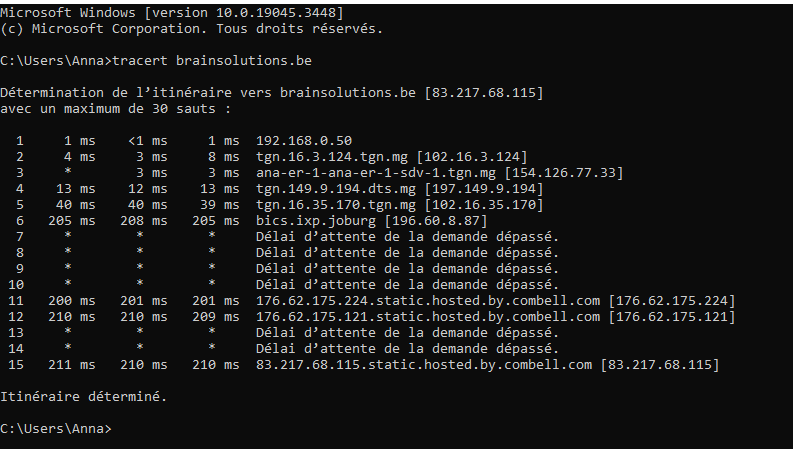 Microsoft Windows [version 10.0.19045.3448]
(c) Microsoft Corporation. Tous droits réservés.
C:\Users\Anna>tracert brainsolutions.be
Détermination de l’itinéraire vers brainsolutions.be [83.217.68.115]
avec un maximum de 30 sauts :
1 1 ms <1 ms 1 ms 192.168.0.50
2 4 ms 3 ms 8 ms tgn.16.3.124.tgn.mg [102.16.3.124]
3 * 3 ms 3 ms ana-er-1-ana-er-1-sdv-1.tgn.mg [154.126.77.33]
4 13 ms 12 ms 13 ms tgn.149.9.194.dts.mg [197.149.9.194]
5 40 ms 40 ms 39 ms tgn.16.35.170.tgn.mg [102.16.35.170]
6 205 ms 208 ms 205 ms bics.ixp.joburg [196.60.8.87]
7 * * * Délai d’attente de la demande dépassé.
8 * * * Délai d’attente de la demande dépassé.
9 * * * Délai d’attente de la demande dépassé.
10 * * * Délai d’attente de la demande dépassé.
11 200 ms 201 ms 201 ms 176.62.175.224.static.hosted.by.combell.com [176.62.175.224]
12 210 ms 210 ms 209 ms 176.62.175.121.static.hosted.by.combell.com [176.62.175.121]
13 * * * Délai d’attente de la demande dépassé.
14 * * * Délai d’attente de la demande dépassé.
15 211 ms 210 ms 210 ms 83.217.68.115.static.hosted.by.combell.com [83.217.68.115]
Itinéraire déterminé.
C:\Users\Anna>